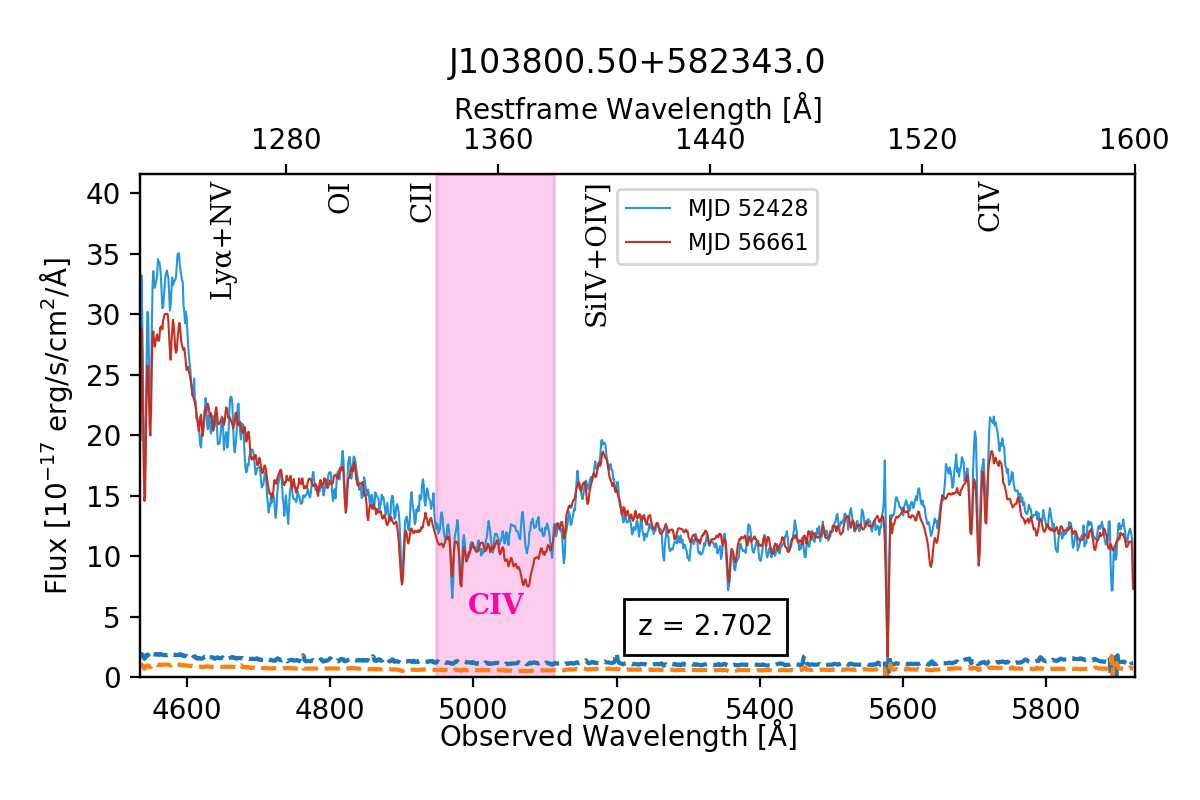 J103800.50+582343.0
Restframe Wavelength [Å]
1280 1360 1440 1520 1600
Lyα+NV
OI
CII
SiIV+OIV]
CIV
MJD 52428
MJD 56661
40
35
30
25
20
15
10
5
0
Flux [10⁻¹⁷ erg/s/cm²/Å]
CIV
z = 2.702
4600 4800 5000 5200 5400 5600 5800
Observed Wavelength [Å]